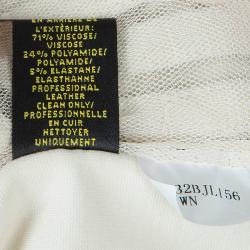 EN ARRIÈRE DE
L'EXTÉRIEUR:
71% VISCOSE/
VISCOSE
24% POLYAMIDE/
POLYAMIDE
5% ELASTANE/
ELASTHANNE
PROFESSIONAL
LEATHER
CLEAN ONLY/
PROFESSIONNELLE
EN CUIR
NETTOYER
UNIQUEMENT
32BJL156
WN